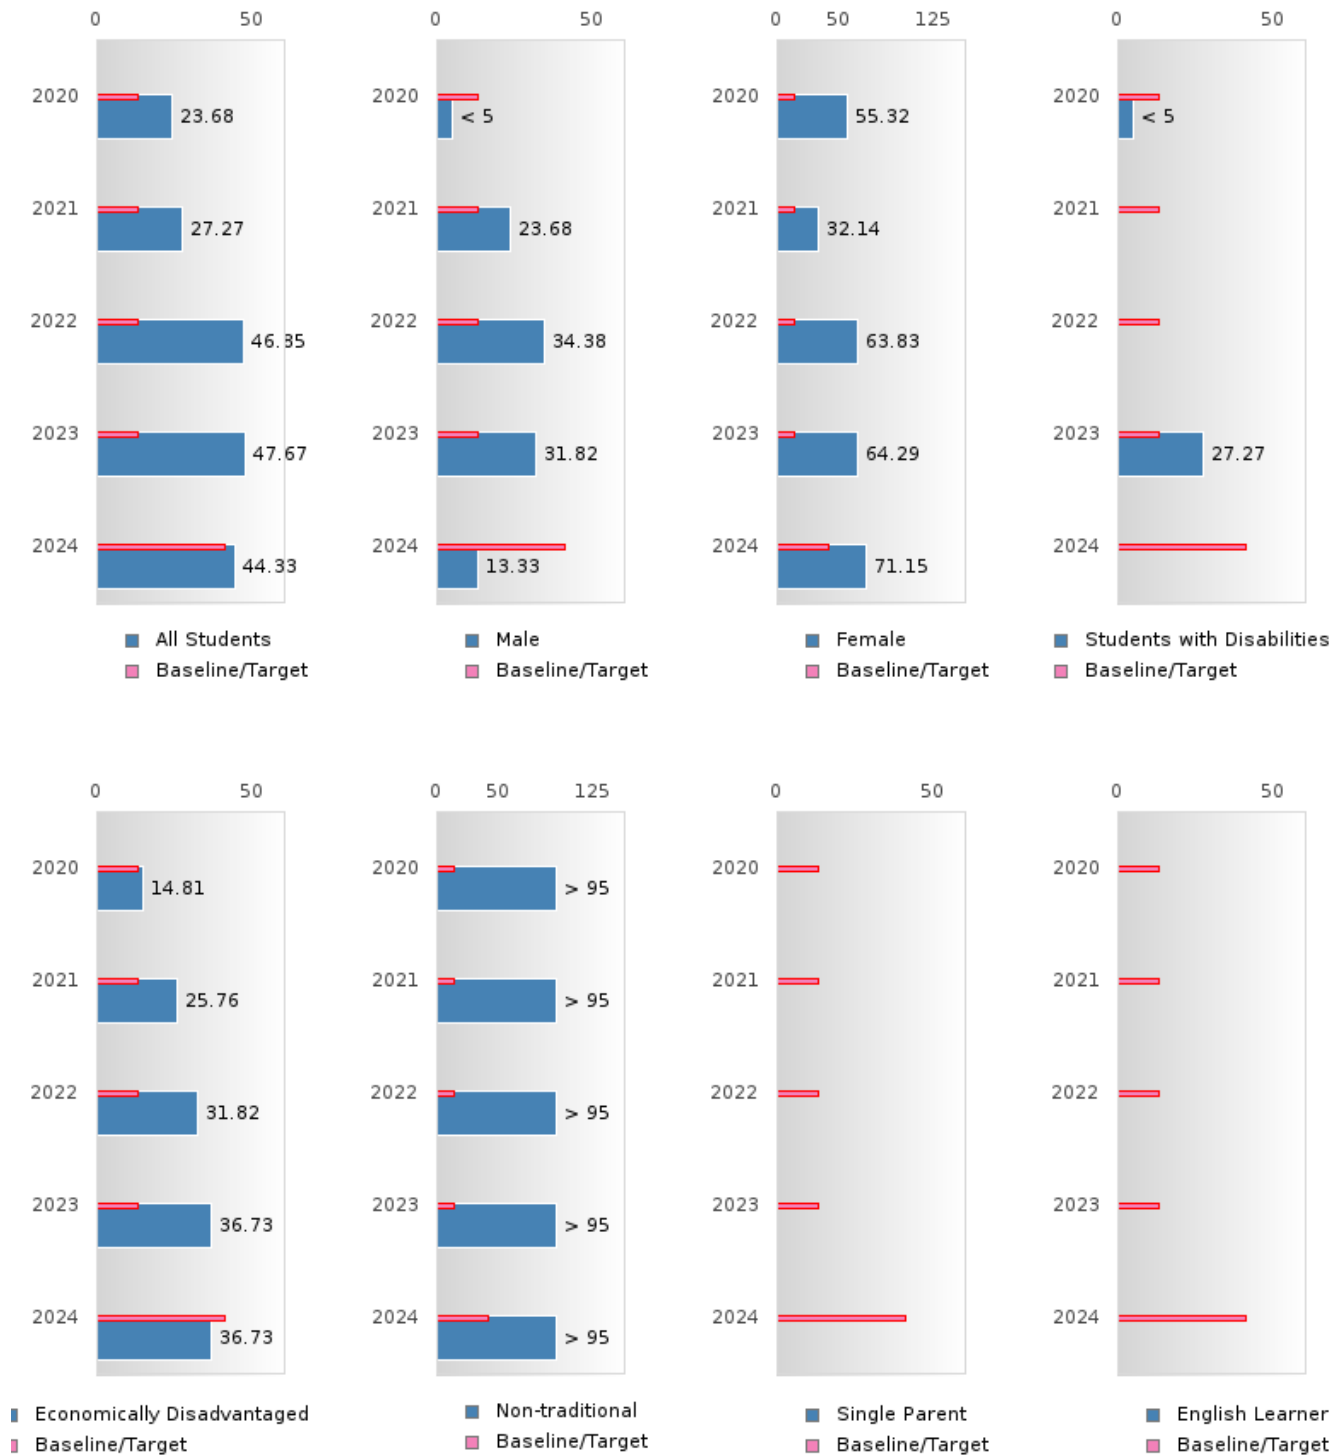 0 50 0 50 0 50 125 0 50
2020 23.68 2020 < 5 2020 55.32 2020 < 5
2021 27.27 2021 23.68 2021 32.14 2021
2022 46.85 2022 34.38 2022 63.83 2022
2023 47.67 2023 31.82 2023 64.29 2023 27.27
2024 44.33 2024 13.33 2024 71.15 2024
All Students Male Female Students with Disabilities
Baseline/Target Baseline/Target Baseline/Target Baseline/Target
0 50 0 50 125 0 50 0 50
2020 14.81 2020 > 95 2020 2020
2021 25.76 2021 > 95 2021 2021
2022 31.82 2022 > 95 2022 2022
2023 36.73 2023 > 95 2023 2023
2024 36.73 2024 > 95 2024 2024
Economically Disadvantaged Non-traditional Single Parent English Learner
Baseline/Target Baseline/Target Baseline/Target Baseline/Target